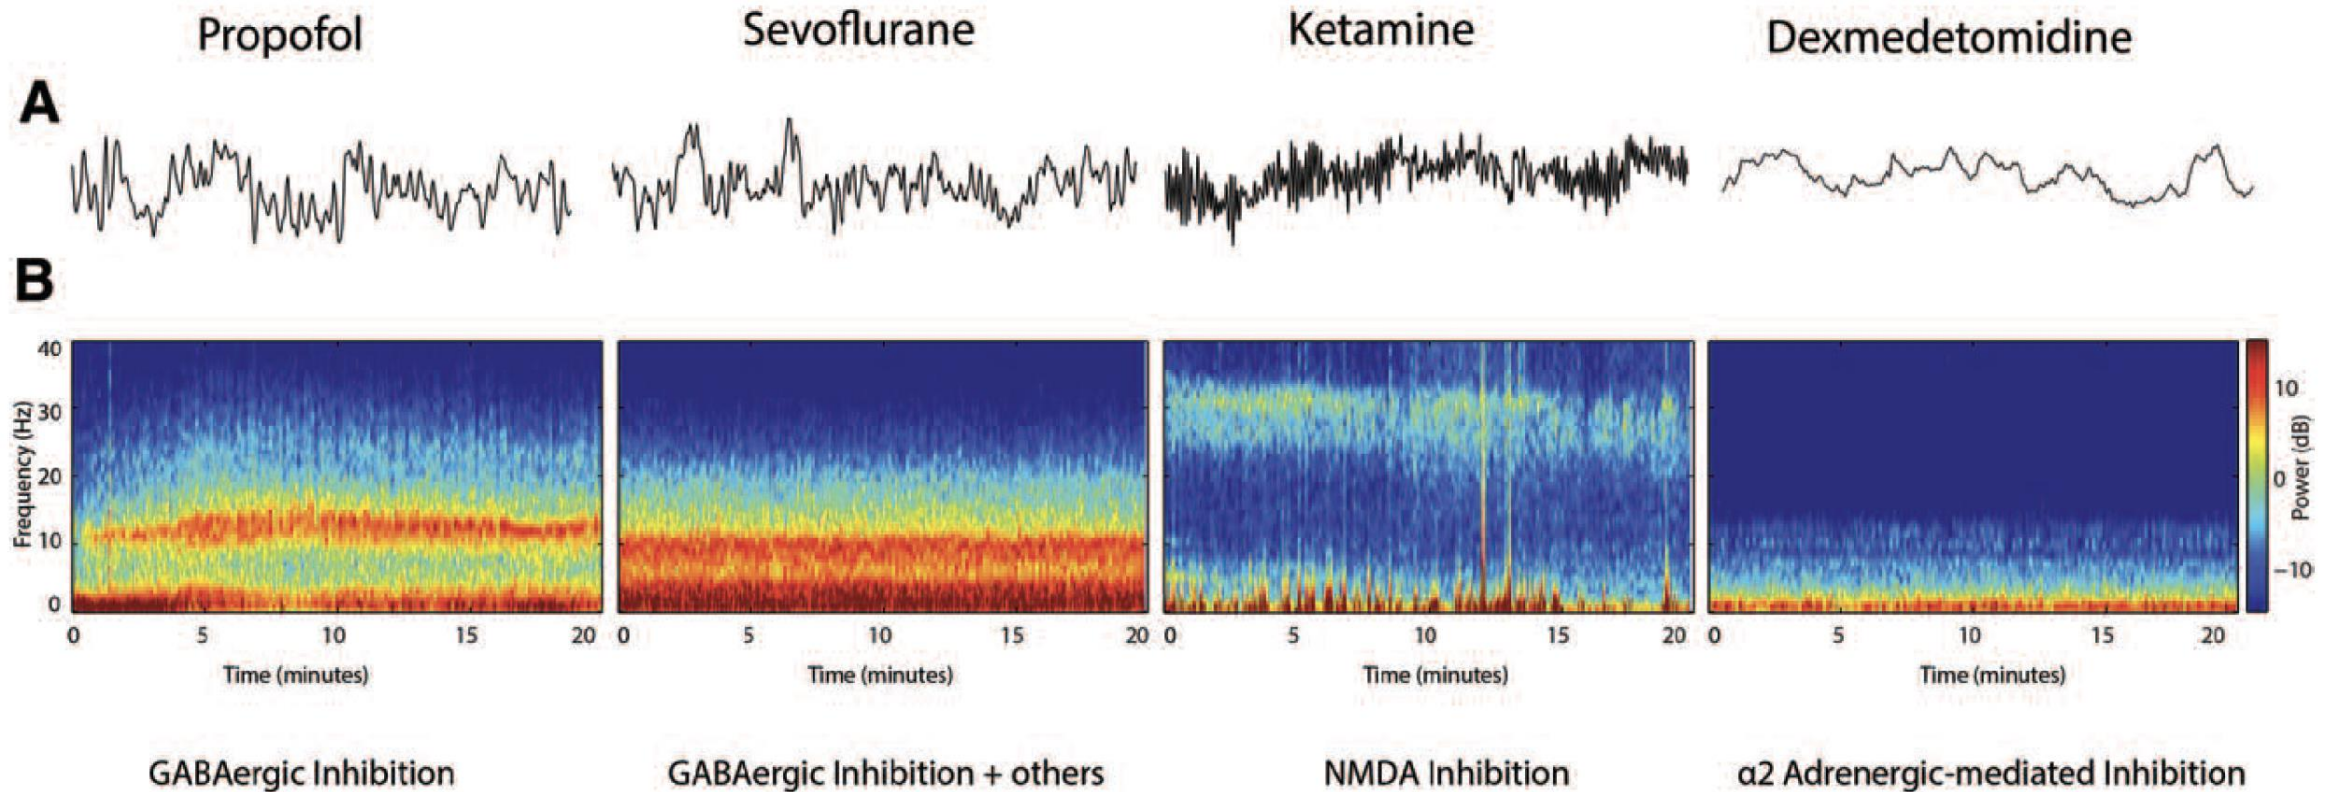 Propofol
Sevoflurane
Ketamine
Dexmedetomidine
A
B
Frequency (Hz)
40
30
20
10
0
0 5 10 15 20
0 5 10 15 20
0 5 10 15 20
0 5 10 15 20
Time (minutes)
Time (minutes)
Time (minutes)
Time (minutes)
10
0
−10
Power (dB)
GABAergic Inhibition
GABAergic Inhibition + others
NMDA Inhibition
α2 Adrenergic-mediated Inhibition